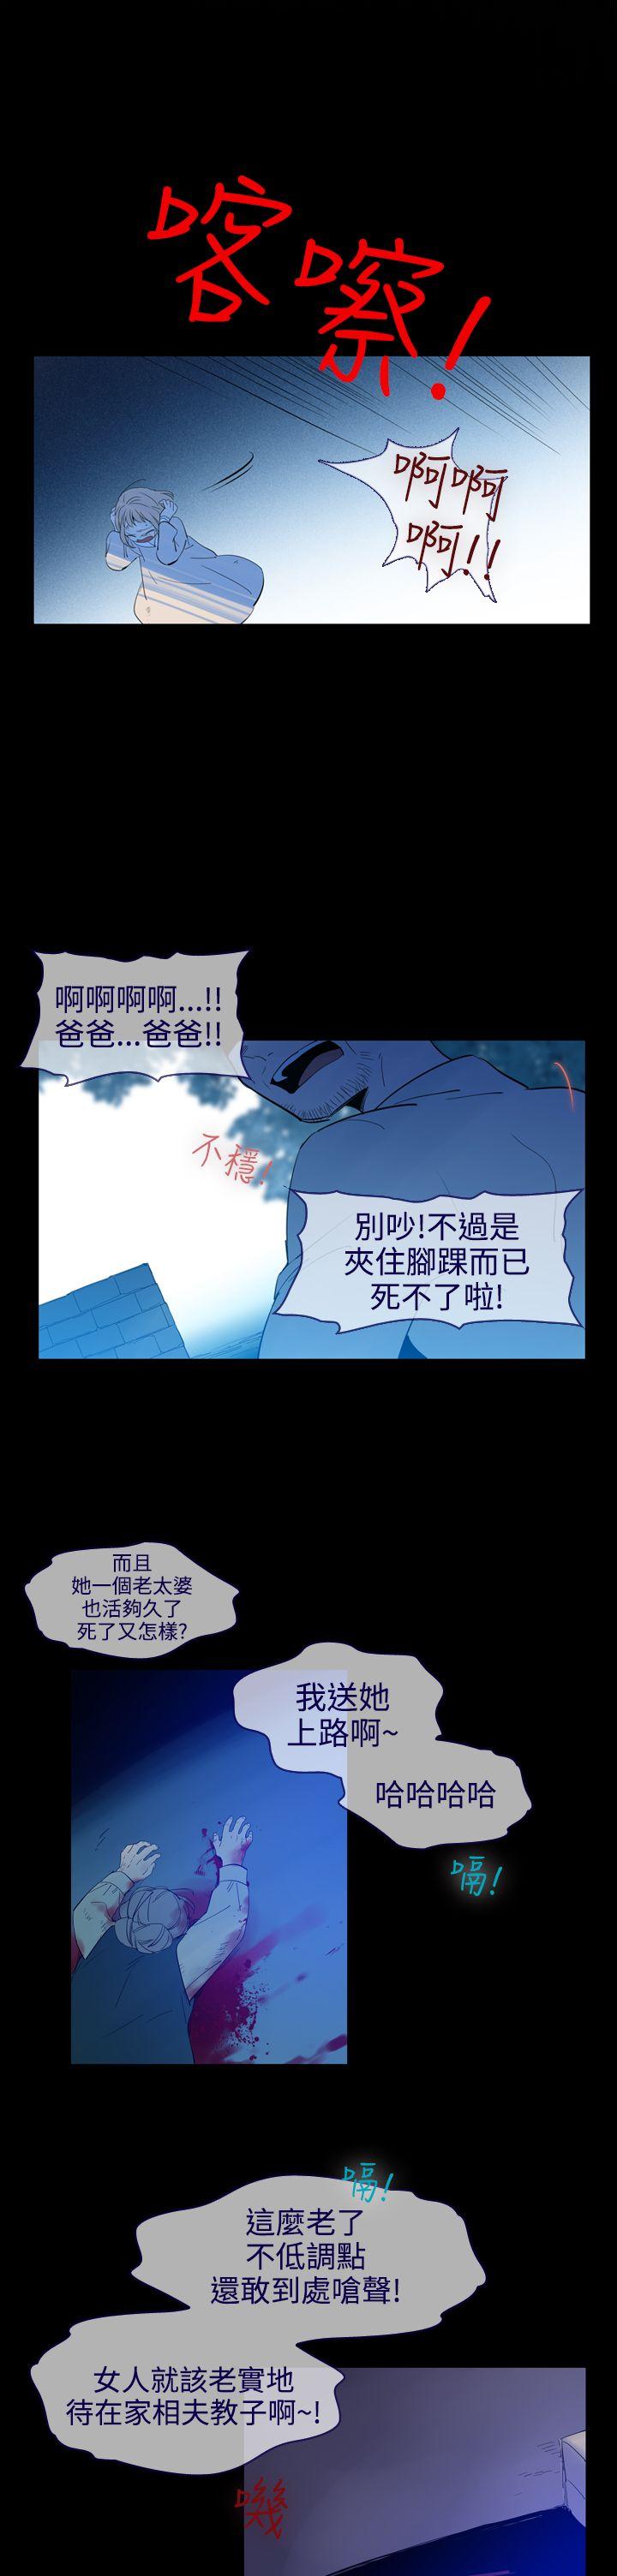 喀嚓!
啊啊
啊!!
啊啊啊啊...!!
爸爸...爸爸!!
不穩!
別吵!不過是
夾住腳踝而已
死不了啦!
而且
她一個老太婆
也活夠久了
死了又怎樣?
我送她
上路啊~
哈哈哈哈
嗝!
嗝!
這麼老了
不低調點
還敢到處嗆聲!
女人就該老實地
待在家相夫教子啊~!
嘰